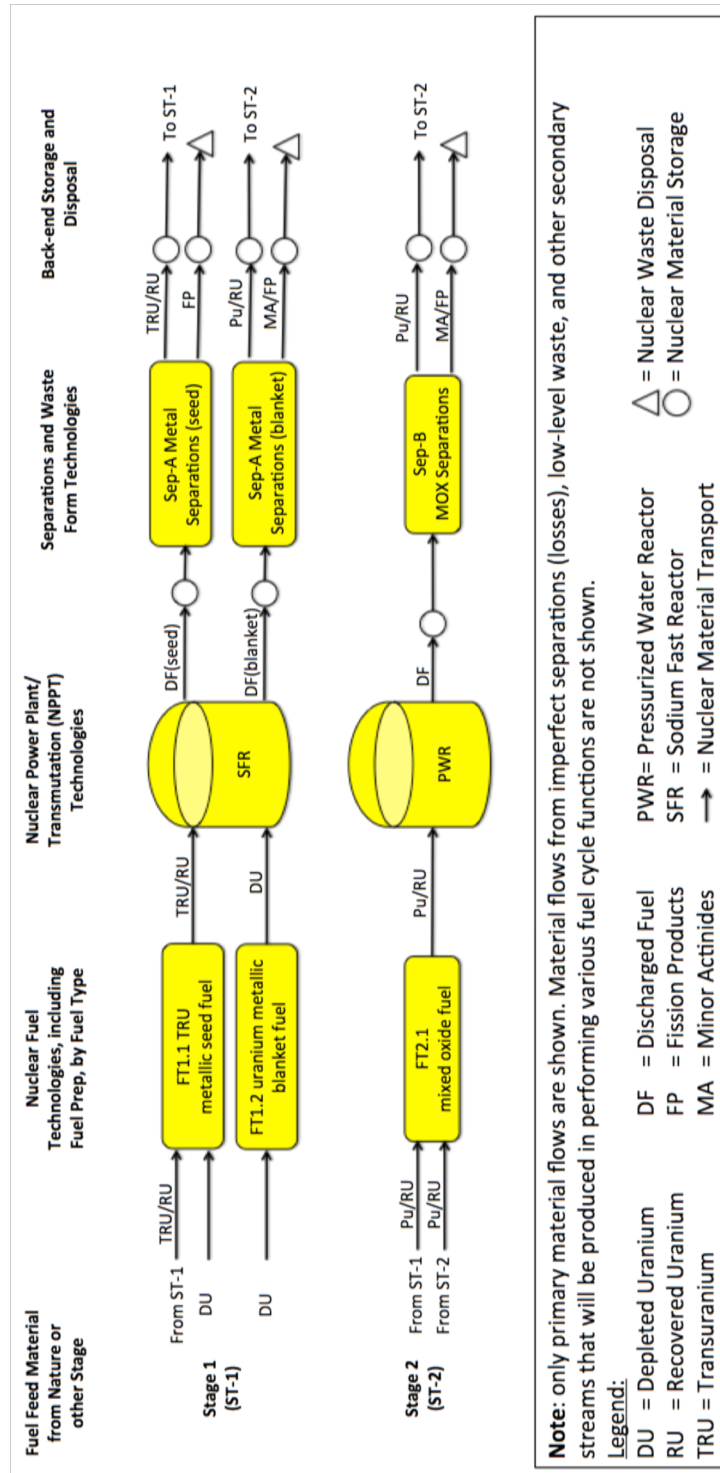 Fuel Feed Material
from Nature or
other Stage
Nuclear Fuel
Technologies, including
Fuel Prep, by Fuel Type
Nuclear Power Plant/
Transmutation (NPPT)
Technologies
Separations and Waste
Form Technologies
Back-end Storage and
Disposal
Stage 1
(ST-1)
From ST-1
TRU/RU
DU
FT1.1 TRU
metallic seed fuel
TRU/RU
DU
FT1.2 uranium metallic
blanket fuel
DU
SFR
DF(seed)
DF(blanket)
Sep-A Metal
Separations (seed)
TRU/RU
FP
To ST-1
Sep-A Metal
Separations (blanket)
Pu/RU
MA/FP
To ST-2
Stage 2
(ST-2)
From ST-1
Pu/RU
From ST-2
Pu/RU
FT2.1
mixed oxide fuel
Pu/RU
PWR
DF
Sep-B
MOX Separations
Pu/RU
MA/FP
To ST-2
Note: only primary material flows are shown. Material flows from imperfect separations (losses), low-level waste, and other secondary
streams that will be produced in performing various fuel cycle functions are not shown.
Legend:
DU = Depleted Uranium
RU = Recovered Uranium
TRU = Transuranium
DF = Discharged Fuel
FP = Fission Products
MA = Minor Actinides
PWR= Pressurized Water Reactor
SFR = Sodium Fast Reactor
= Nuclear Material Transport
= Nuclear Waste Disposal
= Nuclear Material Storage